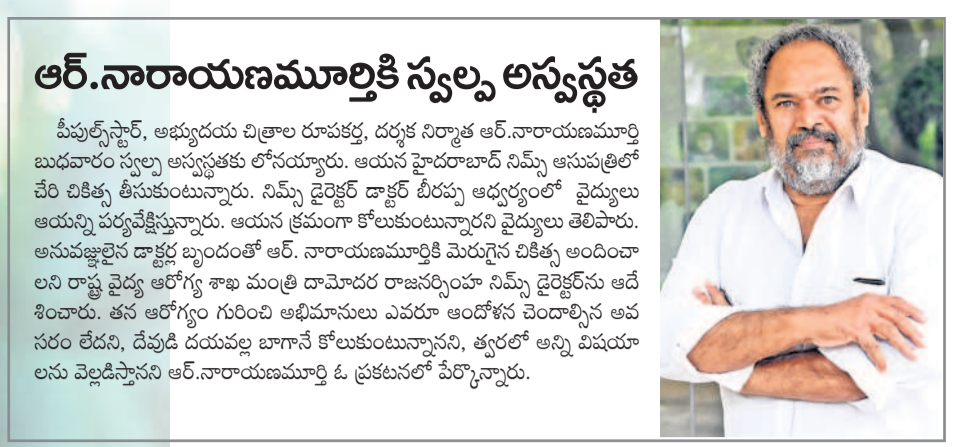 ఆర్.నారాయణమూర్తికి స్వల్ప అస్వస్థత
పీపుల్స్‌స్టార్, అభ్యుదయ చిత్రాల రూపకర్త, దర్శక నిర్మాత ఆర్.నారాయణమూర్తి
బుధవారం స్వల్ప అస్వస్థతకు లోనయ్యారు. ఆయన హైదరాబాద్ నిమ్స్ ఆసుపత్రిలో
చేరి చికిత్స తీసుకుంటున్నారు. నిమ్స్ డైరెక్టర్ డాక్టర్ బీరప్ప ఆధ్వర్యంలో వైద్యులు
ఆయన్ని పర్యవేక్షిస్తున్నారు. ఆయన క్రమంగా కోలుకుంటున్నారని వైద్యులు తెలిపారు.
అనువజ్ఞులైన డాక్టర్ల బృందంతో ఆర్. నారాయణమూర్తికి మెరుగైన చికిత్స అందించా
లని రాష్ట్ర వైద్య ఆరోగ్య శాఖ మంత్రి దామోదర రాజనర్సింహ నిమ్స్ డైరెక్టర్‌ను ఆదే
శించారు. తన ఆరోగ్యం గురించి అభిమానులు ఎవరూ ఆందోళన చెందాల్సిన అవ
సరం లేదని, దేవుడి దయవల్ల బాగానే కోలుకుంటున్నానని, త్వరలో అన్ని విషయా
లను వెల్లడిస్తానని ఆర్.నారాయణమూర్తి ఓ ప్రకటనలో పేర్కొన్నారు.